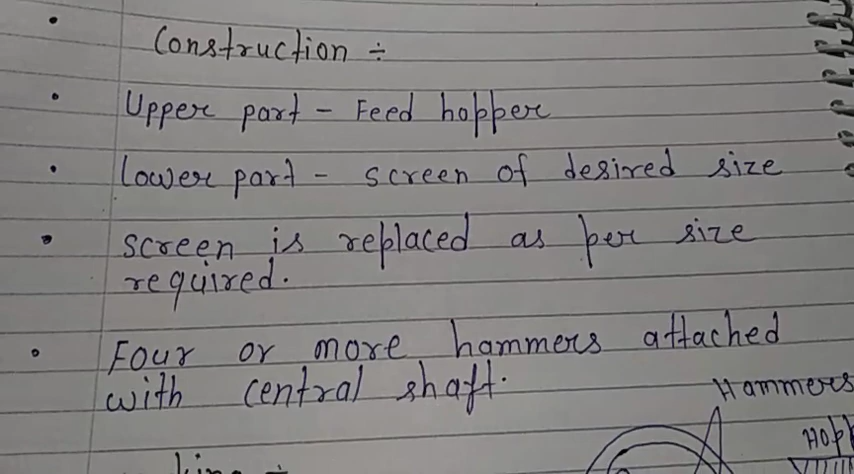 • Construction ÷
• Upper part - Feed hopper
• Lower part - screen of desired size
• screen is replaced as per size
required.
• Four or more hammers attached
with central shaft.
Hammers